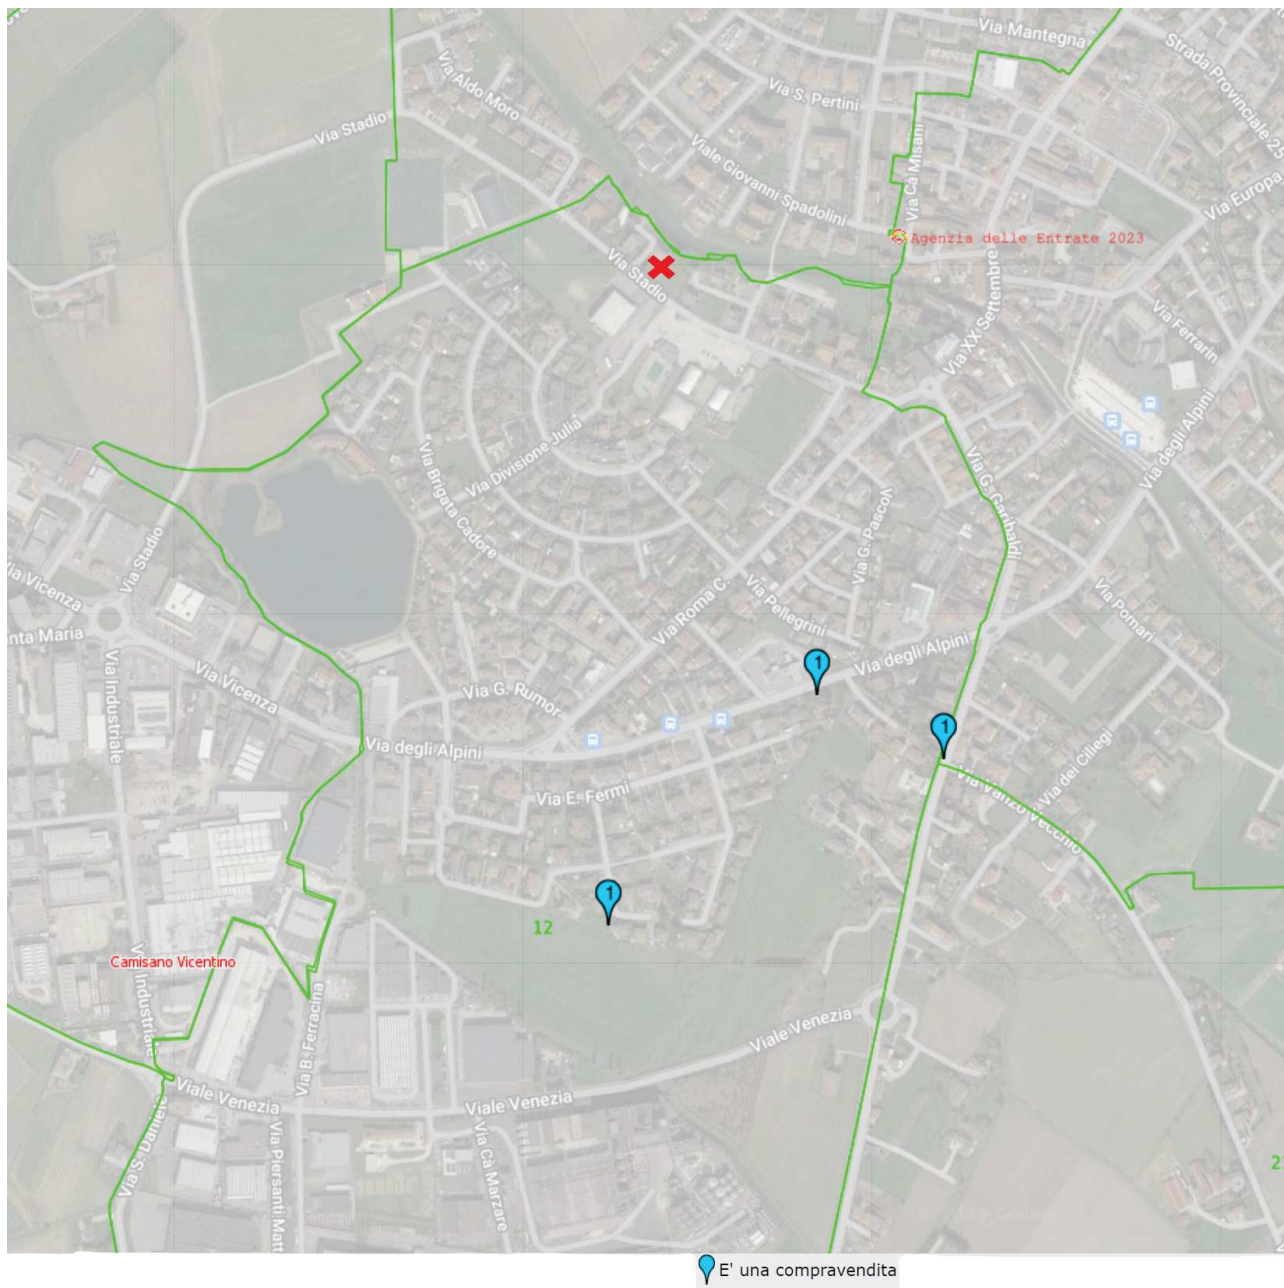 Via Mantegna
Strada Provinciale 25
Via Aldo Moro
Via S. Pertini
Via Stadio
Viale Giovanni Spadolini
Via Cà Misani
Via Europa
Agenzia delle Entrate 2023
Via Stadio
Via XX Settembre
Via Ferrarin
Via degli Alpini
Via Divisione Julia
Via Brigata Cadore
Via G. Pascoli
Via G. Garibaldi
Via Stadio
Via Vicenza
Via Roma C.
Via Pellegrini
Via Pomari
nta Maria
Via Industriale
Via Vicenza
Via G. Rumor
1
Via degli Alpini
1
Via degli Alpini
Via E. Fermi
Via Vanzo Vecchio
Via dei Ciliegi
1
12
Camisano Vicentino
Via Industriale
Via B. Ferracina
Viale Venezia
Viale Venezia
Viale Venezia
Via S. Daniele
Via Piersanti Matt
Via Cà Marzare
2
E' una compravendita